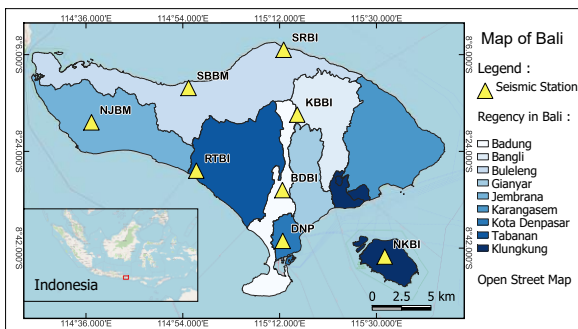 114°36.000'E 114°54.000'E 115°12.000'E 115°30.000'E
8°6.000'S
8°24.000'S
8°42.000'S
SRBI
SBBM
KBBI
NJBM
RTBI
BDBI
DNP
NKBI
Indonesia
0 2.5 5 km
114°36.000'E 114°54.000'E 115°12.000'E 115°30.000'E
8°6.000'S
8°24.000'S
8°42.000'S
Map of Bali
Legend :
Seismic Station
Regency in Bali :
Badung
Bangli
Buleleng
Gianyar
Jembrana
Karangasem
Kota Denpasar
Tabanan
Klungkung
Open Street Map